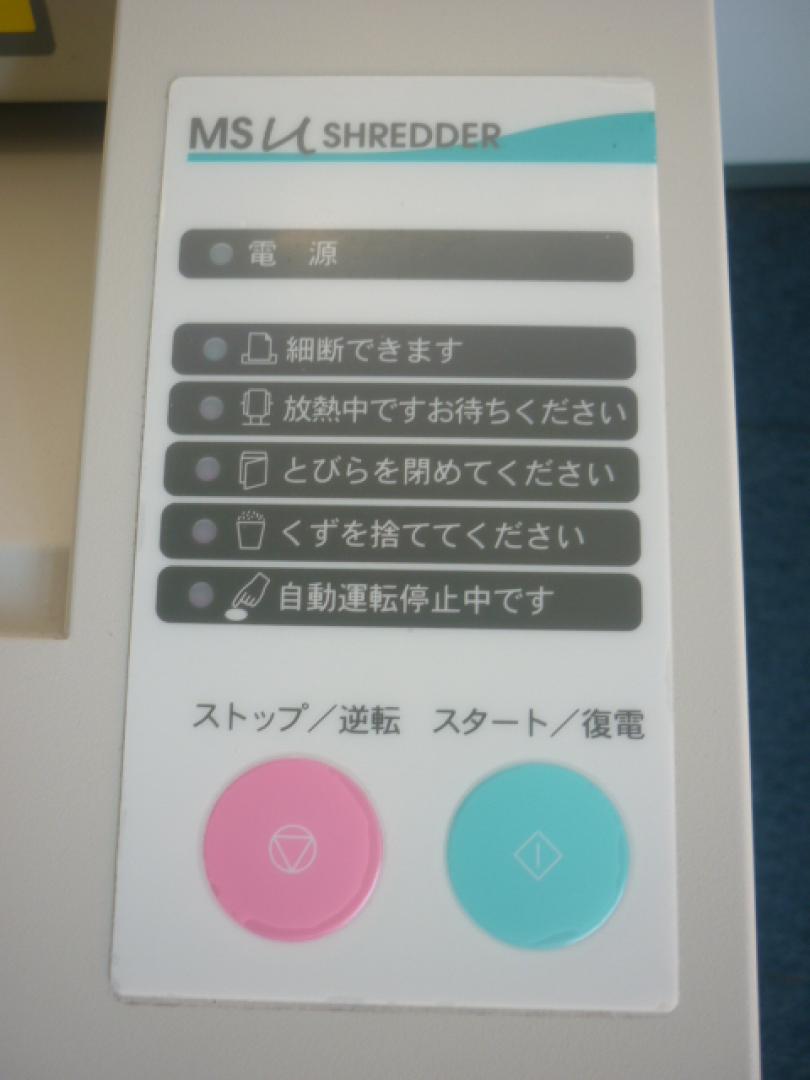 MS μ SHREDDER
電 源
細断できます
放熱中ですお待ちください
とびらを閉めてください
くずを捨ててください
自動運転停止中です
ストップ／逆転 スタート／復電